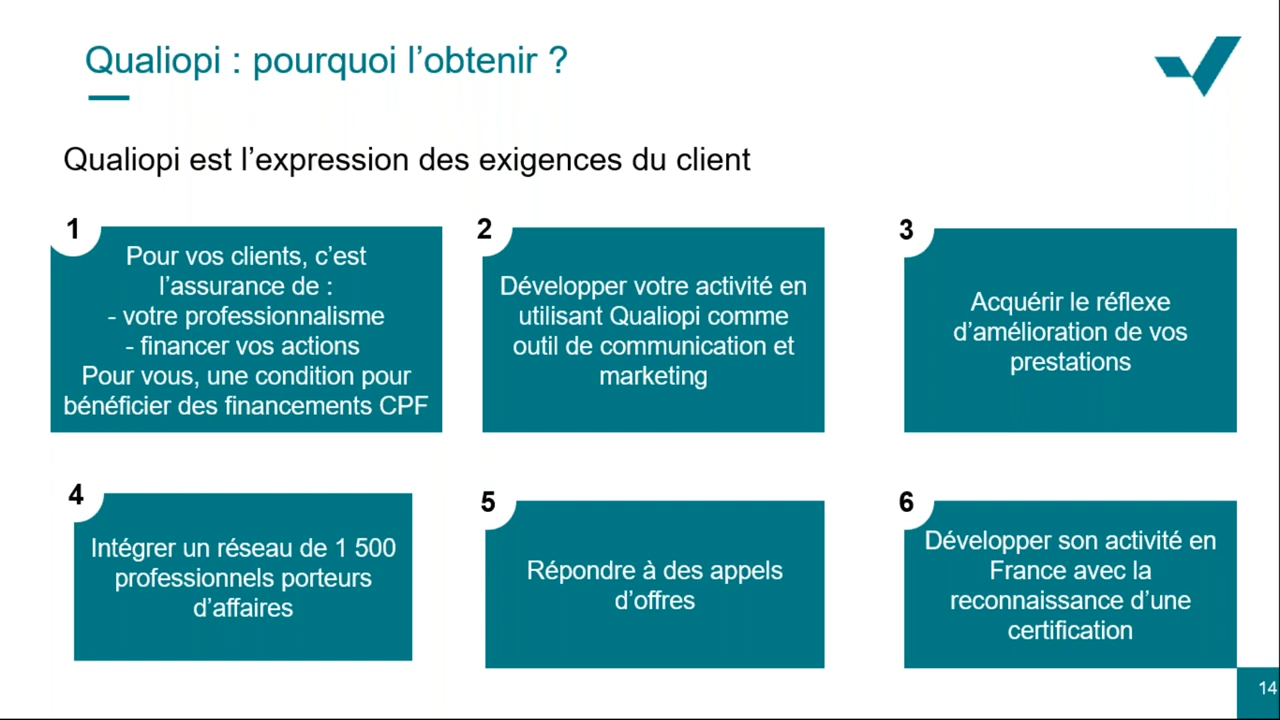 Qualiopi : pourquoi l’obtenir ?
Qualiopi est l’expression des exigences du client
1
Pour vos clients, c’est
l’assurance de :
- votre professionnalisme
- financer vos actions
Pour vous, une condition pour
bénéficier des financements CPF
2
Développer votre activité en
utilisant Qualiopi comme
outil de communication et
marketing
3
Acquérir le réflexe
d’amélioration de vos
prestations
4
Intégrer un réseau de 1 500
professionnels porteurs
d’affaires
5
Répondre à des appels
d’offres
6
Développer son activité en
France avec la
reconnaissance d’une
certification
14